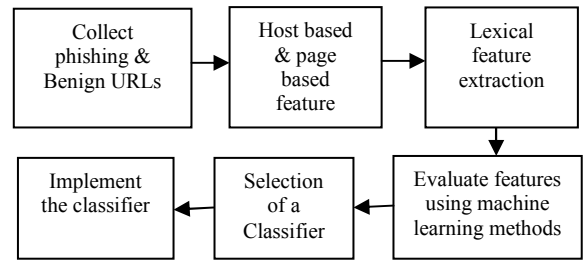 Collect
phishing &
Benign URLs
Host based
& page
based
feature
Lexical
feature
extraction
Evaluate features
using machine
learning methods
Selection
of a
Classifier
Implement
the classifier